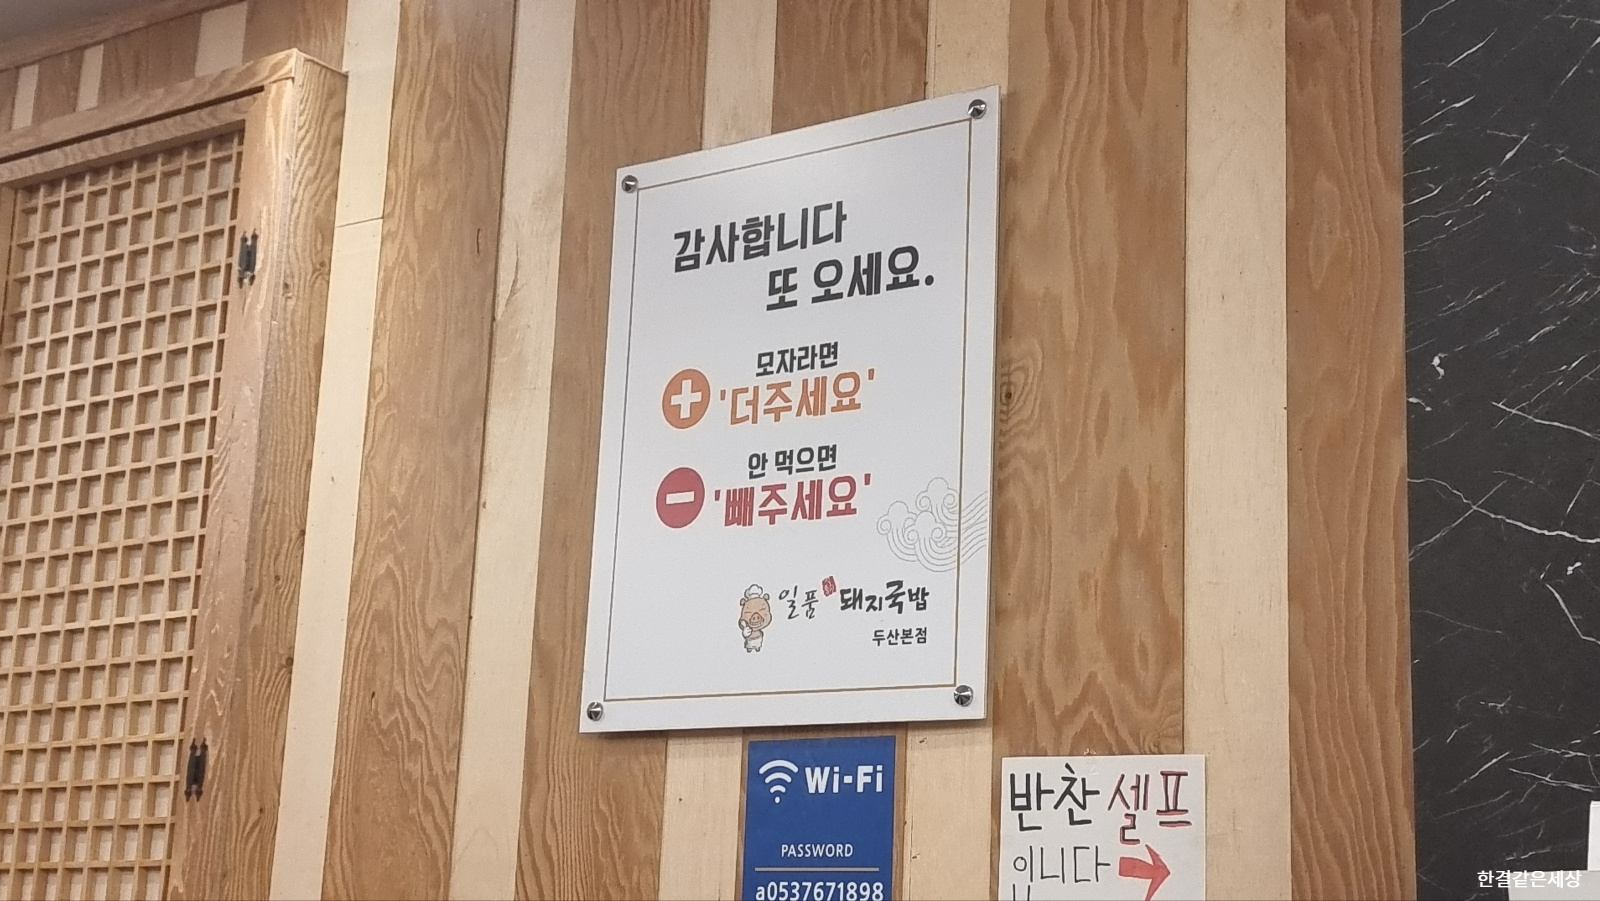 감사합니다
또 오세요.
모자라면
'더주세요'
안 먹으면
'빼주세요'
일품 돼지국밥
두산본점
Wi-Fi
PASSWORD
a0537671898
반찬 셀프
입니다
한결같은세상